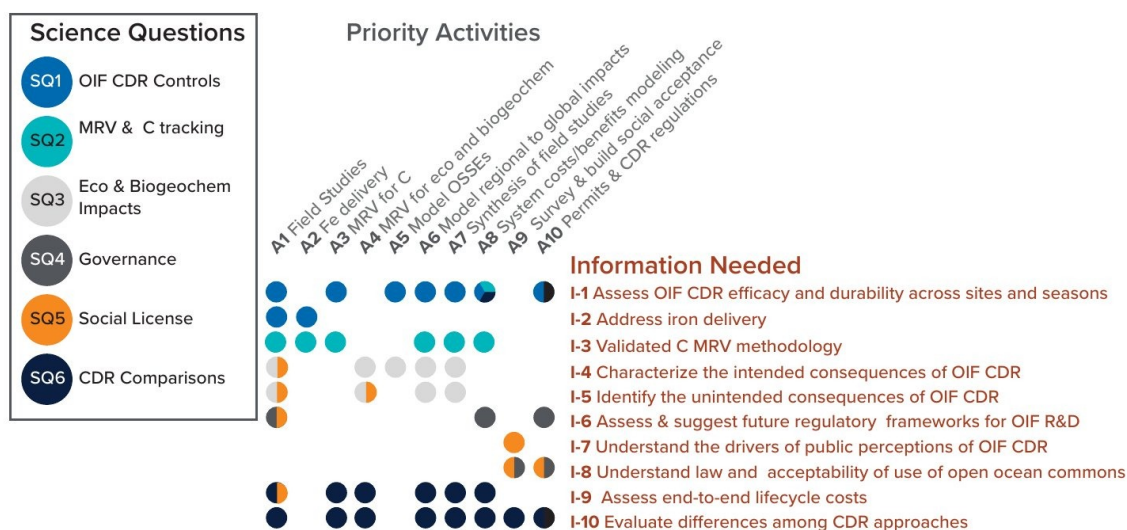 Science Questions
SQ1 OIF CDR Controls
SQ2 MRV & C tracking
SQ3 Eco & Biogeochem
Impacts
SQ4 Governance
SQ5 Social License
SQ6 CDR Comparisons
Priority Activities
A1 Field Studies
A2 Fe delivery
A3 MRV for C
A4 MRV for eco and biogeochem
A5 Model OSSEs
A6 Model regional to global impacts
A7 Synthesis of field studies
A8 System costs/benefits modeling
A9 Survey & build social acceptance
A10 Permits & CDR regulations
Information Needed
I-1 Assess OIF CDR efficacy and durability across sites and seasons
I-2 Address iron delivery
I-3 Validated C MRV methodology
I-4 Characterize the intended consequences of OIF CDR
I-5 Identify the unintended consequences of OIF CDR
I-6 Assess & suggest future regulatory frameworks for OIF R&D
I-7 Understand the drivers of public perceptions of OIF CDR
I-8 Understand law and acceptability of use of open ocean commons
I-9 Assess end-to-end lifecycle costs
I-10 Evaluate differences among CDR approaches